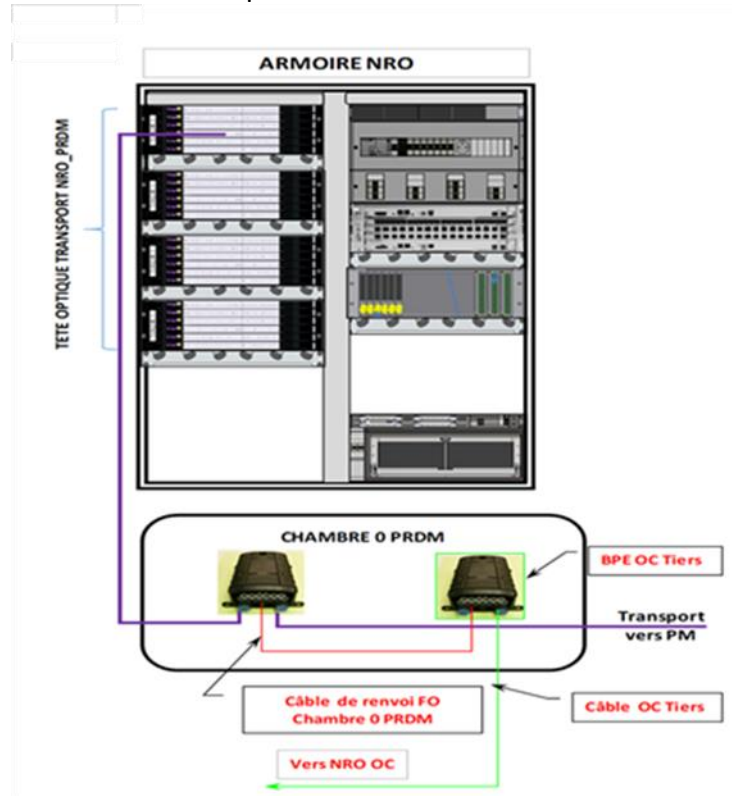 ARMOIRE NRO
TETE OPTIQUE TRANSPORT NRO_PRDM
CHAMBRE 0 PRDM
BPE OC Tiers
Transport
vers PM
Câble de renvoi FO
Chambre 0 PRDM
Câble OC Tiers
Vers NRO OC